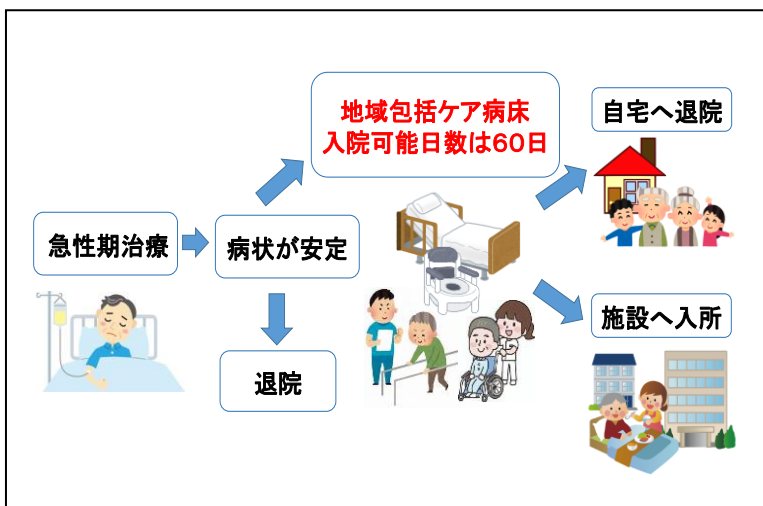 地域包括ケア病床
入院可能日数は60日
自宅へ退院
急性期治療
病状が安定
施設へ入所
退院